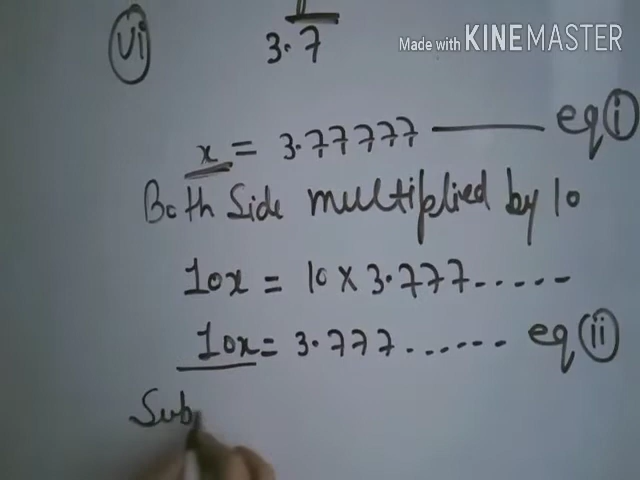 vi 3.7
Made with KINEMASTER
x = 3.77777 eq i
Both Side multiplied by 10
10x = 10 x 3.777......
10x = 3.777...... eq ii
Sub